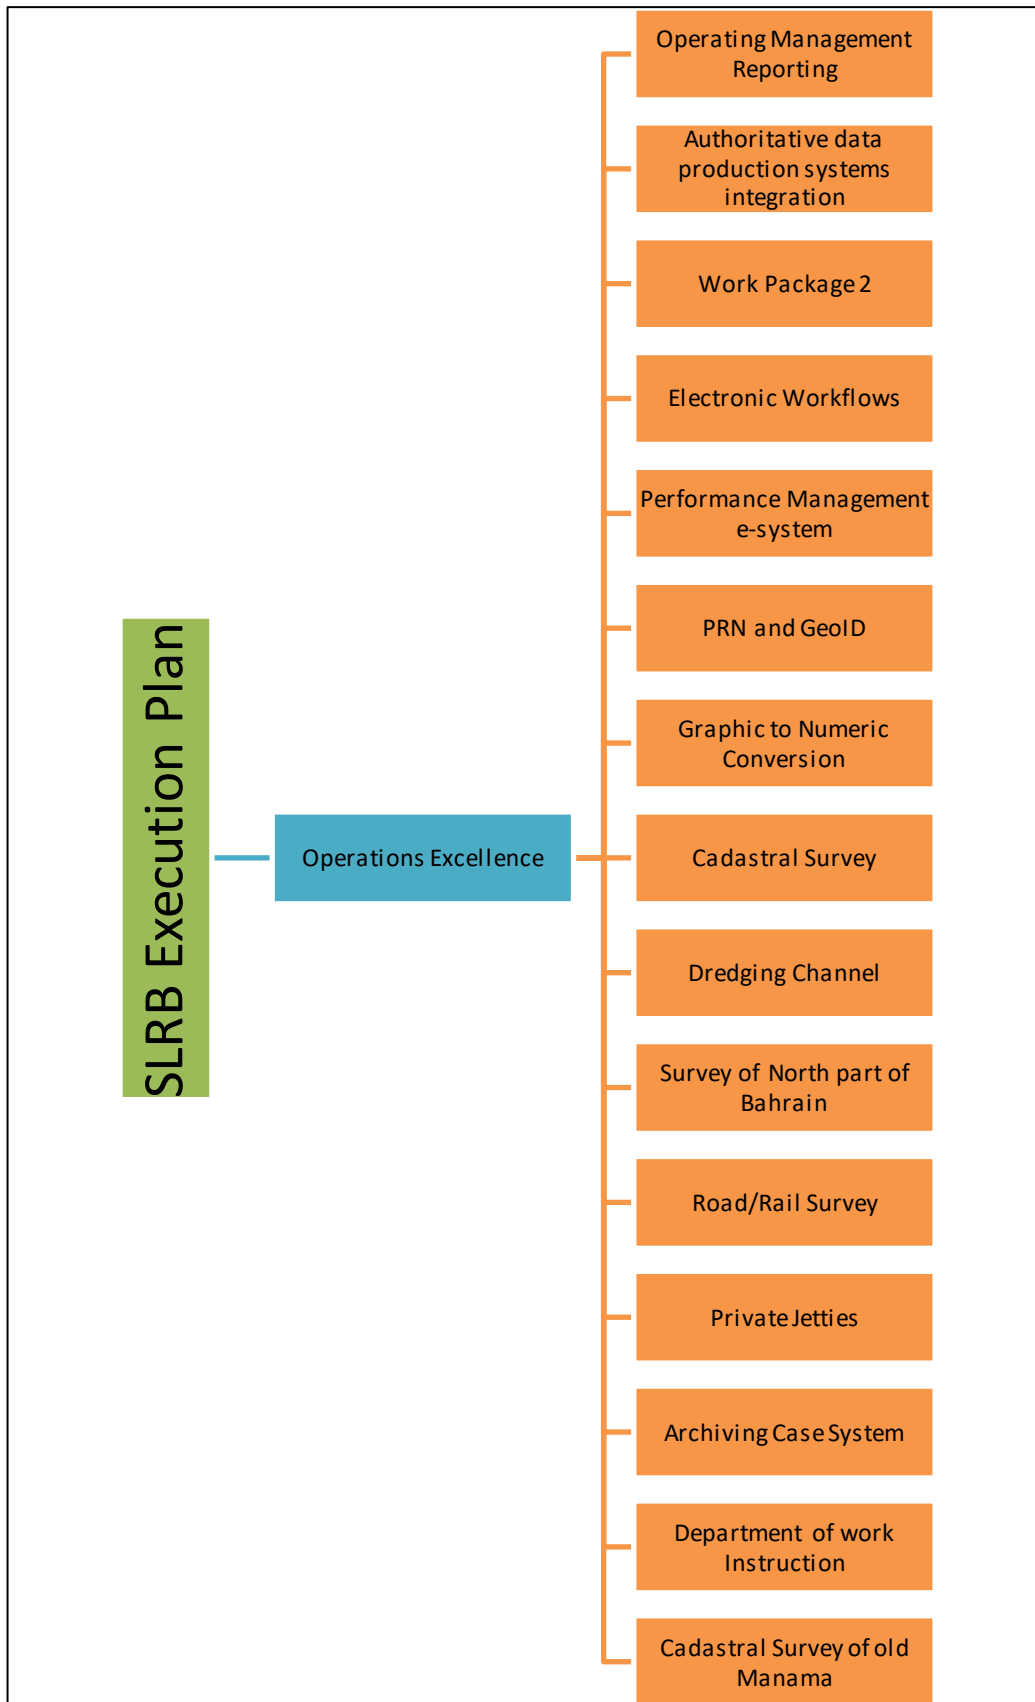 SLRB Execution Plan
Operations Excellence
Operating Management
Reporting
Authoritative data
production systems
integration
Work Package 2
Electronic Workflows
Performance Management
e-system
PRN and GeoID
Graphic to Numeric
Conversion
Cadastral Survey
Dredging Channel
Survey of North part of
Bahrain
Road/Rail Survey
Private Jetties
Archiving Case System
Department of work
Instruction
Cadastral Survey of old
Manama